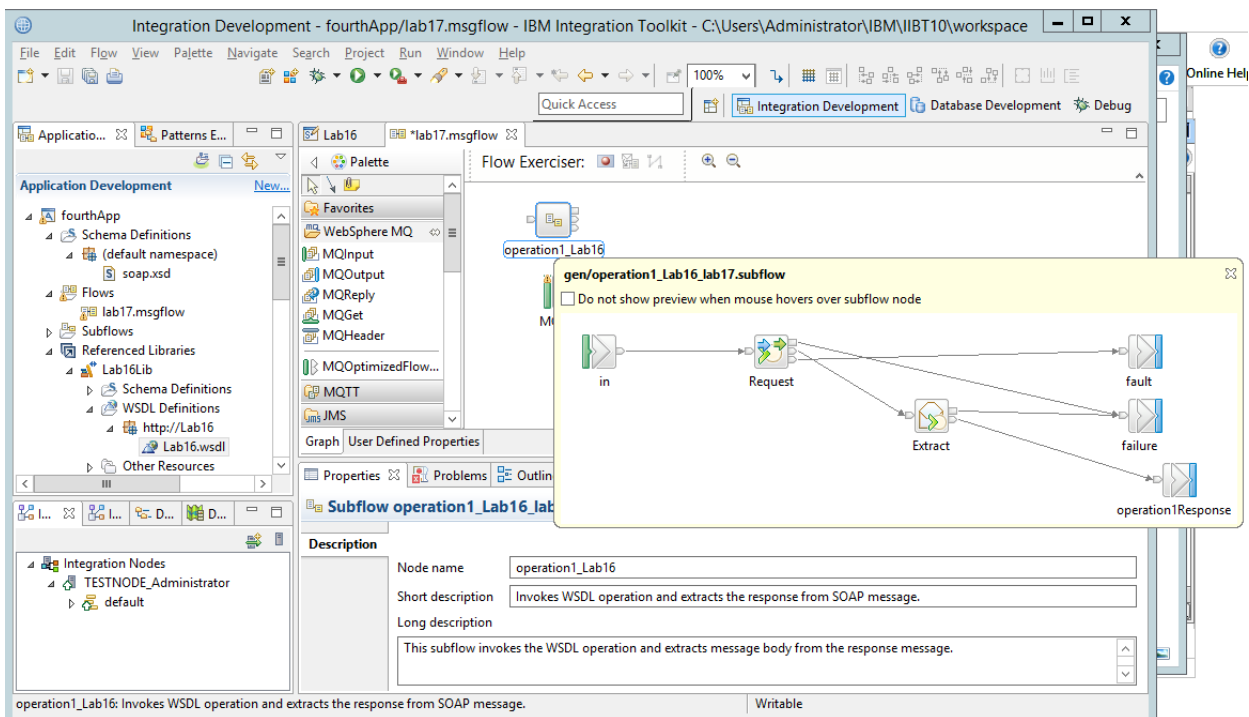 Integration Development - fourthApp/lab17.msgflow - IBM Integration Toolkit - C:\Users\Administrator\IBM\IIBT10\workspace
File Edit Flow View Palette Navigate Search Project Run Window Help
100%
Online Help
Quick Access
Integration Development
Database Development
Debug
Applicatio...
Patterns E...
Lab16
*lab17.msgflow
Palette
Flow Exerciser:
Application Development
New...
fourthApp
Schema Definitions
(default namespace)
soap.xsd
Flows
lab17.msgflow
Subflows
Referenced Libraries
Lab16Lib
Schema Definitions
WSDL Definitions
http://Lab16
Lab16.wsdl
Other Resources
Favorites
WebSphere MQ
MQInput
MQOutput
MQReply
MQGet
MQHeader
MQOptimizedFlow...
MQTT
JMS
Graph
User Defined Properties
operation1_Lab16
gen/operation1_Lab16_lab17.subflow
Do not show preview when mouse hovers over subflow node
in
Request
fault
Extract
failure
operation1Response
Properties
Problems
Outlin
Subflow operation1_Lab16_lab
Description
Node name
operation1_Lab16
Short description
Invokes WSDL operation and extracts the response from SOAP message.
Long description
This subflow invokes the WSDL operation and extracts message body from the response message.
I...
I...
D...
D...
Integration Nodes
TESTNODE_Administrator
default
operation1_Lab16: Invokes WSDL operation and extracts the response from SOAP message.
Writable